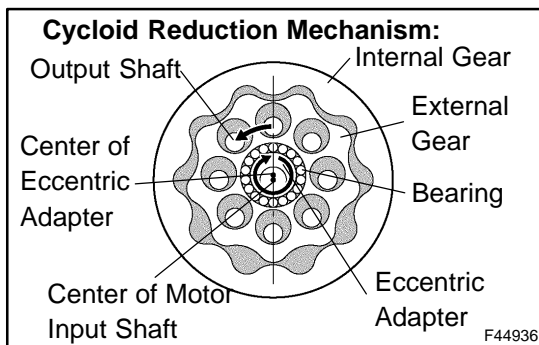 Cycloid Reduction Mechanism:
Output Shaft
Internal Gear
External
Gear
Center of
Eccentric
Adapter
Bearing
Center of Motor
Input Shaft
Eccentric
Adapter
F44936